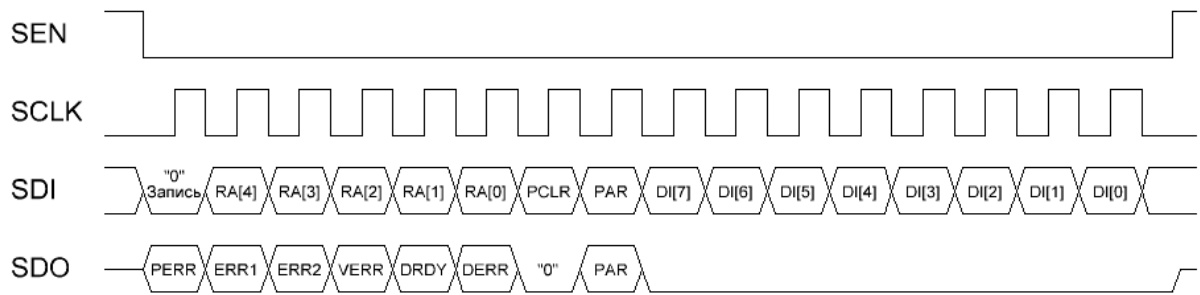 SEN
SCLK
SDI "0" Запись RA[4] RA[3] RA[2] RA[1] RA[0] PCLR PAR DI[7] DI[6] DI[5] DI[4] DI[3] DI[2] DI[1] DI[0]
SDO PERR ERR1 ERR2 VERR DRDY DERR "0" PAR